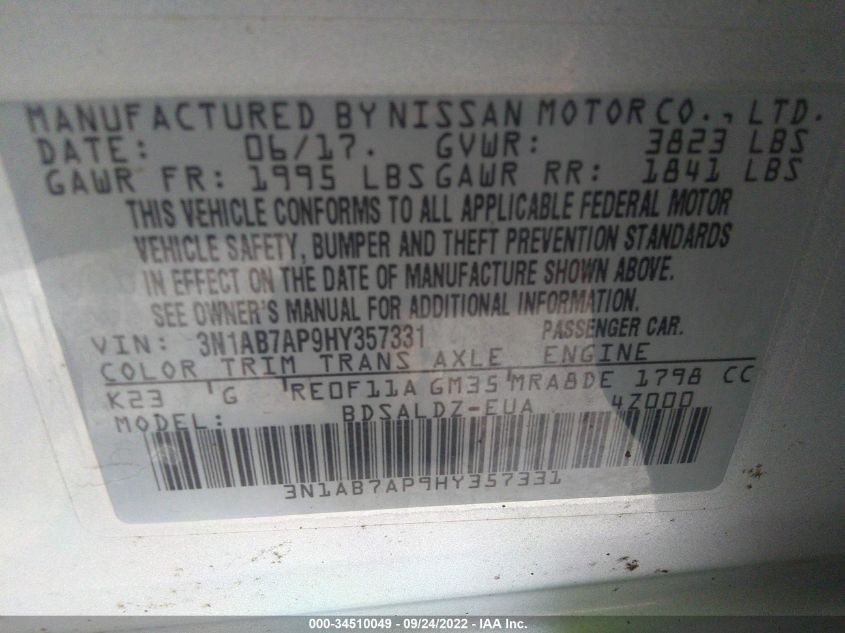 MANUFACTURED BY NISSAN MOTOR CO., LTD.
DATE: 06/17. GVWR: 3823 LBS
GAWR FR: 1995 LBS GAWR RR: 1841 LBS
THIS VEHICLE CONFORMS TO ALL APPLICABLE FEDERAL MOTOR
VEHICLE SAFETY, BUMPER AND THEFT PREVENTION STANDARDS
IN EFFECT ON THE DATE OF MANUFACTURE SHOWN ABOVE.
SEE OWNER'S MANUAL FOR ADDITIONAL INFORMATION.
VIN: 3N1AB7AP9HY357331 PASSENGER CAR.
COLOR TRIM TRANS AXLE ENGINE
K23 'G 'RE0F11A GM35 'MRA8DE 1798 CC
MODEL: BDSALDZ-EUA 4Z000
3N1AB7AP9HY357331
000-34510049 - 09/24/2022 - IAA Inc.